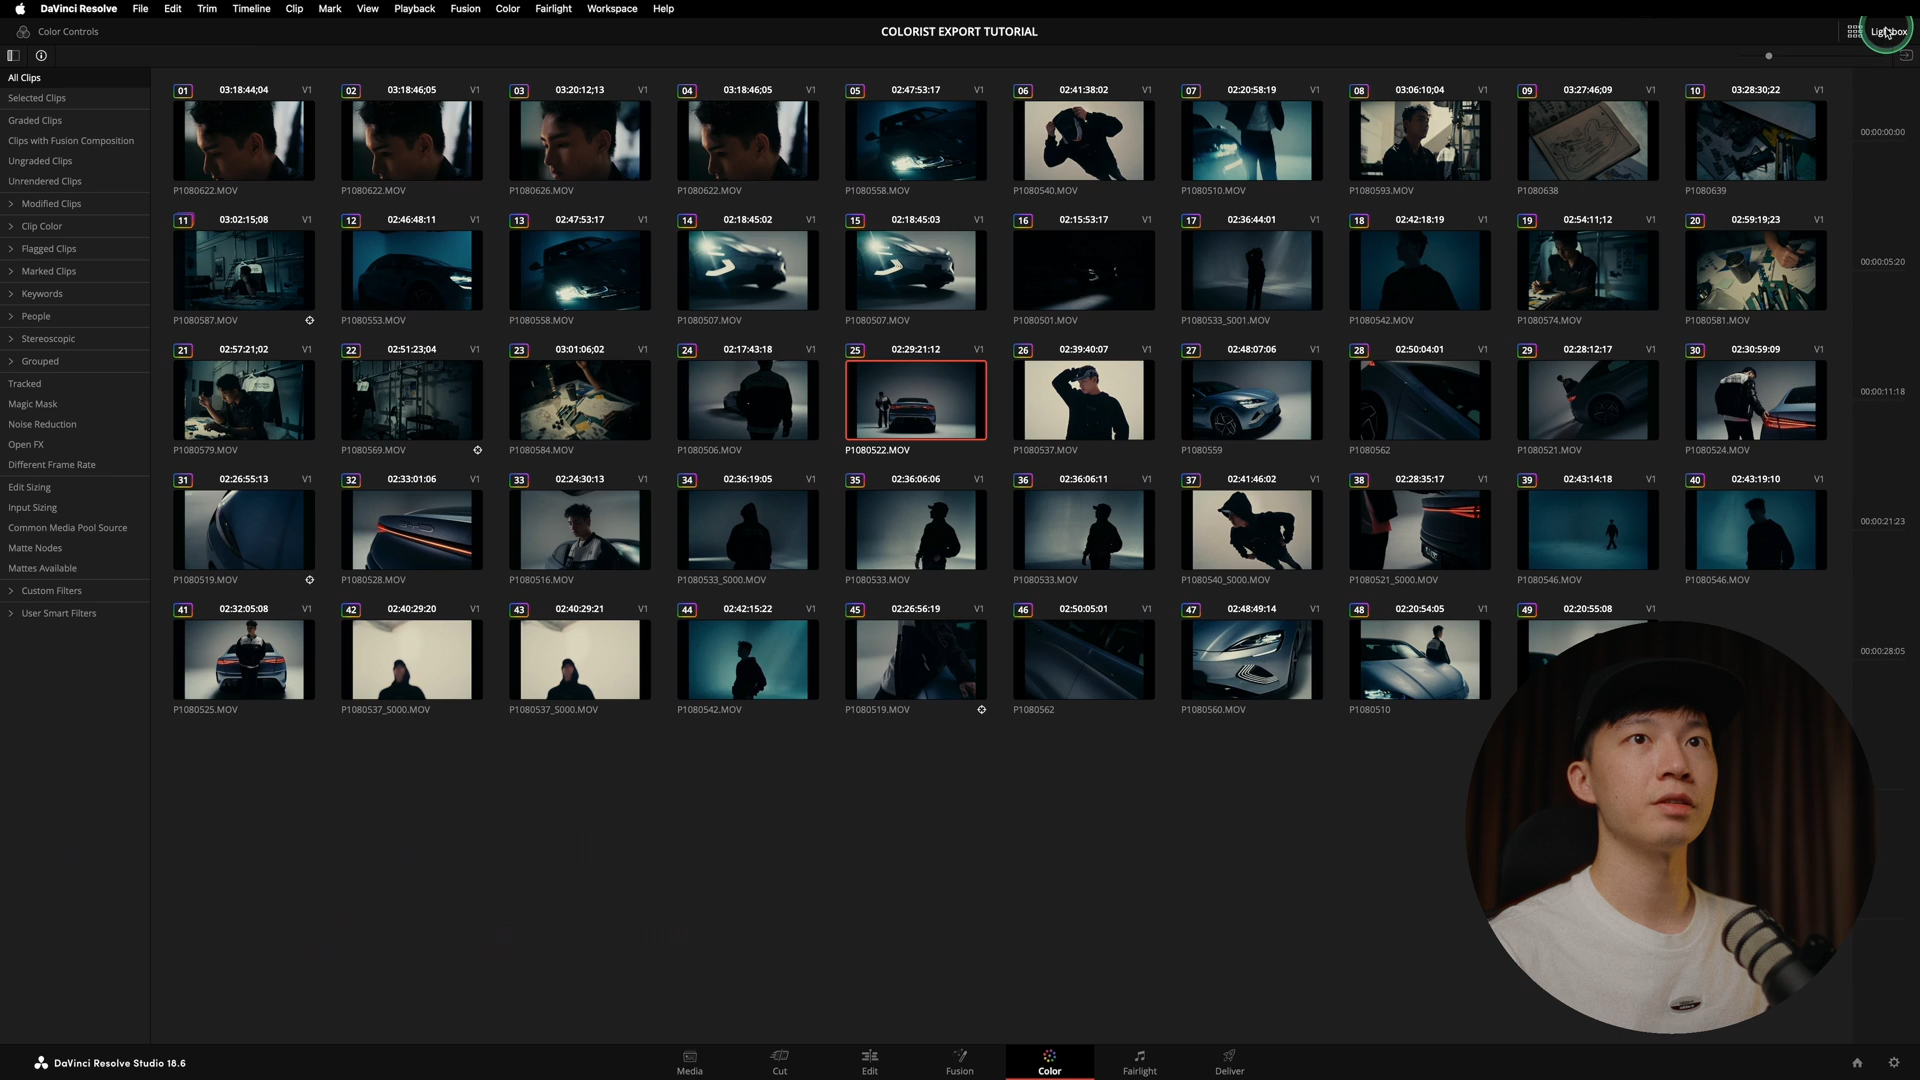 DaVinci Resolve File Edit Trim Timeline Clip Mark View Playback Fusion Color Fairlight Workspace Help
Color Controls
COLORIST EXPORT TUTORIAL
Lightbox
All Clips
Selected Clips
Graded Clips
Clips with Fusion Composition
Ungraded Clips
Unrendered Clips
Modified Clips
Clip Color
Flagged Clips
Marked Clips
Keywords
People
Stereoscopic
Grouped
Tracked
Magic Mask
Noise Reduction
Open FX
Different Frame Rate
Edit Sizing
Input Sizing
Common Media Pool Source
Matte Nodes
Mattes Available
Custom Filters
User Smart Filters
01 03:18:44;04 V1 02 03:18:46;05 V1 03 03:20:12;13 V1 04 03:18:46;05 V1 05 02:47:53:17 V1 06 02:41:38:02 V1 07 02:20:58:19 V1 08 03:06:10;04 V1 09 03:27:46;09 V1 10 03:28:30;22 V1
00:00:00:00
P1080622.MOV P1080622.MOV P1080626.MOV P1080622.MOV P1080558.MOV P1080540.MOV P1080510.MOV P1080593.MOV P1080638 P1080639
11 03:02:15;08 V1 12 02:46:48:11 V1 13 02:47:53:17 V1 14 02:18:45:02 V1 15 02:18:45:03 V1 16 02:15:53:17 V1 17 02:36:44:01 V1 18 02:42:18:19 V1 19 02:54:11;12 V1 20 02:59:19;23 V1
00:00:05:20
P1080587.MOV P1080553.MOV P1080558.MOV P1080507.MOV P1080507.MOV P1080501.MOV P1080533_S001.MOV P1080542.MOV P1080574.MOV P1080581.MOV
21 02:57:21;02 V1 22 02:51:23;04 V1 23 03:01:06;02 V1 24 02:17:43:18 V1 25 02:29:21:12 V1 26 02:39:40:07 V1 27 02:48:07:06 V1 28 02:50:04:01 V1 29 02:28:12:17 V1 30 02:30:59:09 V1
00:00:11:18
P1080579.MOV P1080569.MOV P1080584.MOV P1080506.MOV P1080522.MOV P1080537.MOV P1080559 P1080562 P1080521.MOV P1080524.MOV
31 02:26:55:13 V1 32 02:33:01:06 V1 33 02:24:30:13 V1 34 02:36:19:05 V1 35 02:36:06:06 V1 36 02:36:06:11 V1 37 02:41:46:02 V1 38 02:28:35:17 V1 39 02:43:14:18 V1 40 02:43:19:10 V1
00:00:21:23
P1080519.MOV P1080528.MOV P1080516.MOV P1080533_S000.MOV P1080533.MOV P1080533.MOV P1080540_S000.MOV P1080521_S000.MOV P1080546.MOV P1080546.MOV
41 02:32:05:08 V1 42 02:40:29:20 V1 43 02:40:29:21 V1 44 02:42:15:22 V1 45 02:26:56:19 V1 46 02:50:05:01 V1 47 02:48:49:14 V1 48 02:20:54:05 V1 49 02:20:55:08 V1
00:00:28:05
P1080525.MOV P1080537_S000.MOV P1080537_S000.MOV P1080542.MOV P1080519.MOV P1080562 P1080560.MOV P1080510
DaVinci Resolve Studio 18.6
Media Cut Edit Fusion Color Fairlight Deliver